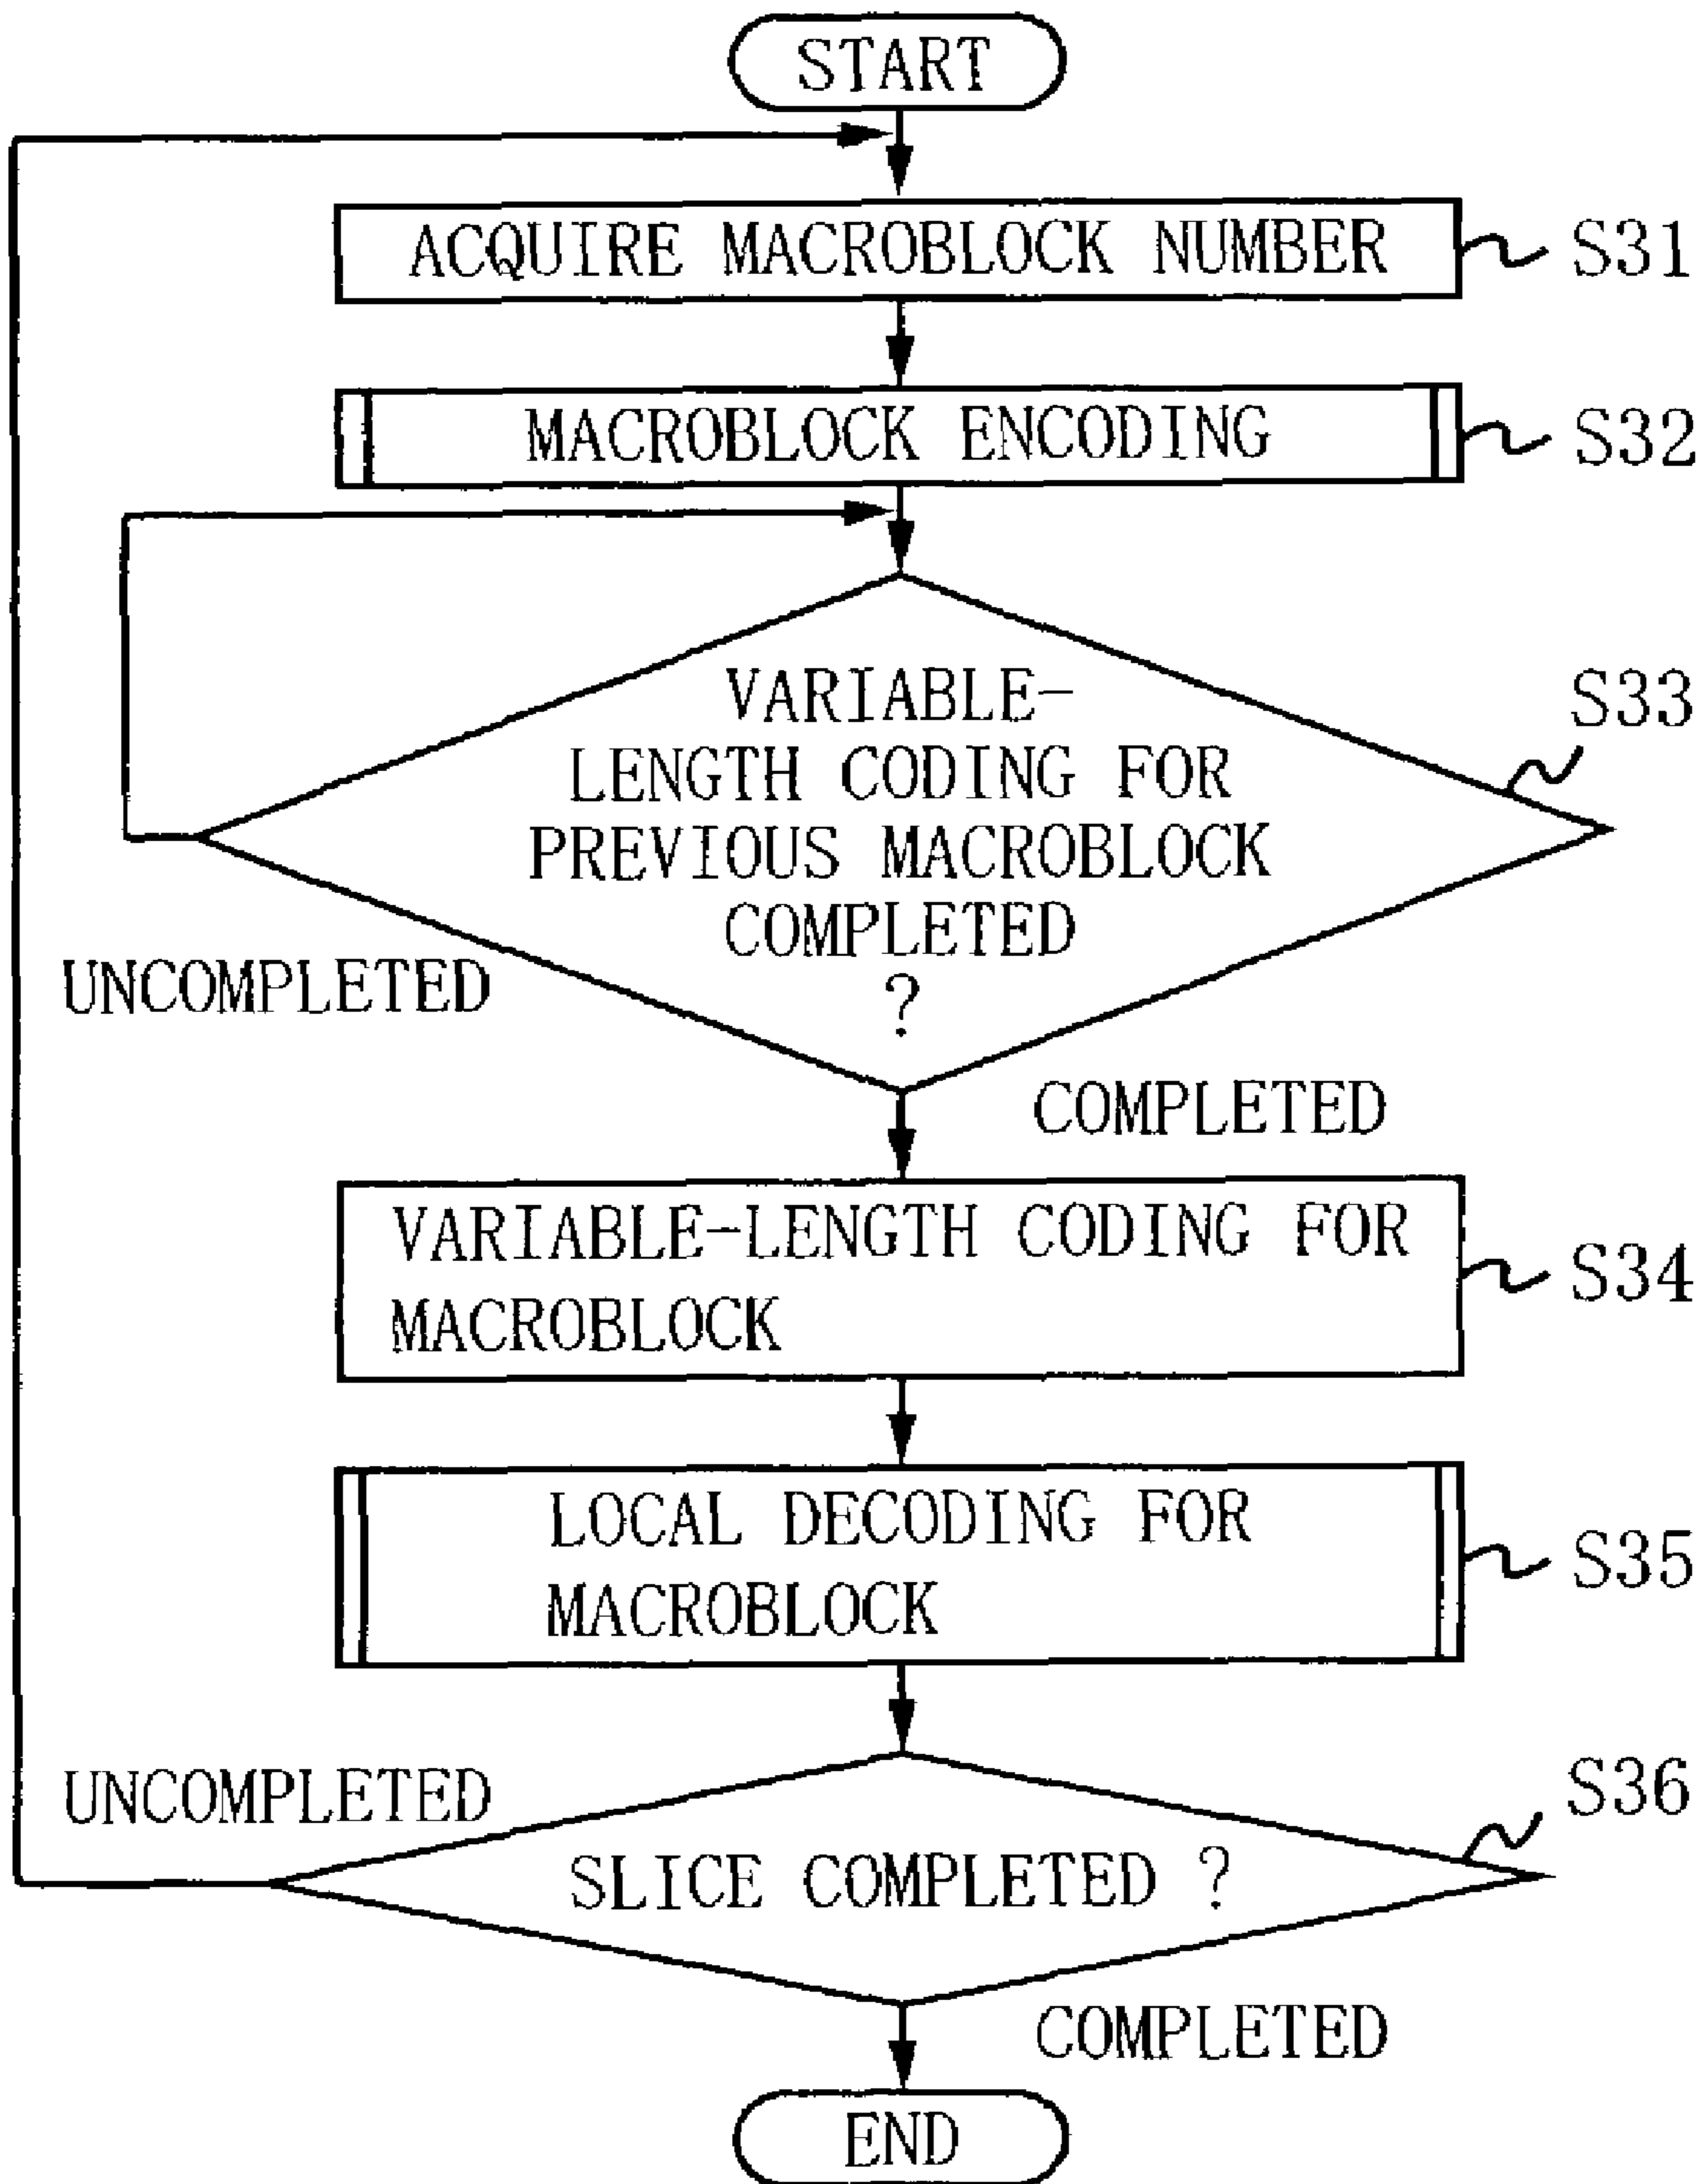 START
ACQUIRE MACROBLOCK NUMBER
S31
MACROBLOCK ENCODING
S32
VARIABLE-
LENGTH CODING FOR
PREVIOUS MACROBLOCK
COMPLETED
?
S33
UNCOMPLETED
COMPLETED
VARIABLE-LENGTH CODING FOR
MACROBLOCK
S34
LOCAL DECODING FOR
MACROBLOCK
S35
UNCOMPLETED
SLICE COMPLETED ?
S36
COMPLETED
END